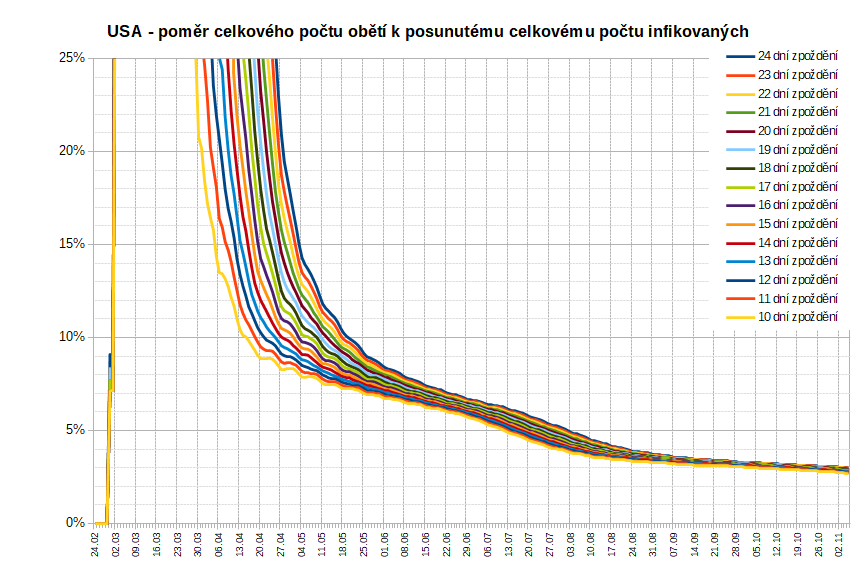 USA - poměr celkového počtu obětí k posunutému celkovému počtu infikovaných
25%
20%
15%
10%
5%
0%
24 dní zpoždění
23 dní zpoždění
22 dní zpoždění
21 dní zpoždění
20 dní zpoždění
19 dní zpoždění
18 dní zpoždění
17 dní zpoždění
16 dní zpoždění
15 dní zpoždění
14 dní zpoždění
13 dní zpoždění
12 dní zpoždění
11 dní zpoždění
10 dní zpoždění
24.02
02.03
09.03
16.03
23.03
30.03
06.04
13.04
20.04
27.04
04.05
11.05
18.05
25.05
01.06
08.06
15.06
22.06
29.06
06.07
13.07
20.07
27.07
03.08
10.08
17.08
24.08
31.08
07.09
14.09
21.09
28.09
05.10
12.10
19.10
26.10
02.11